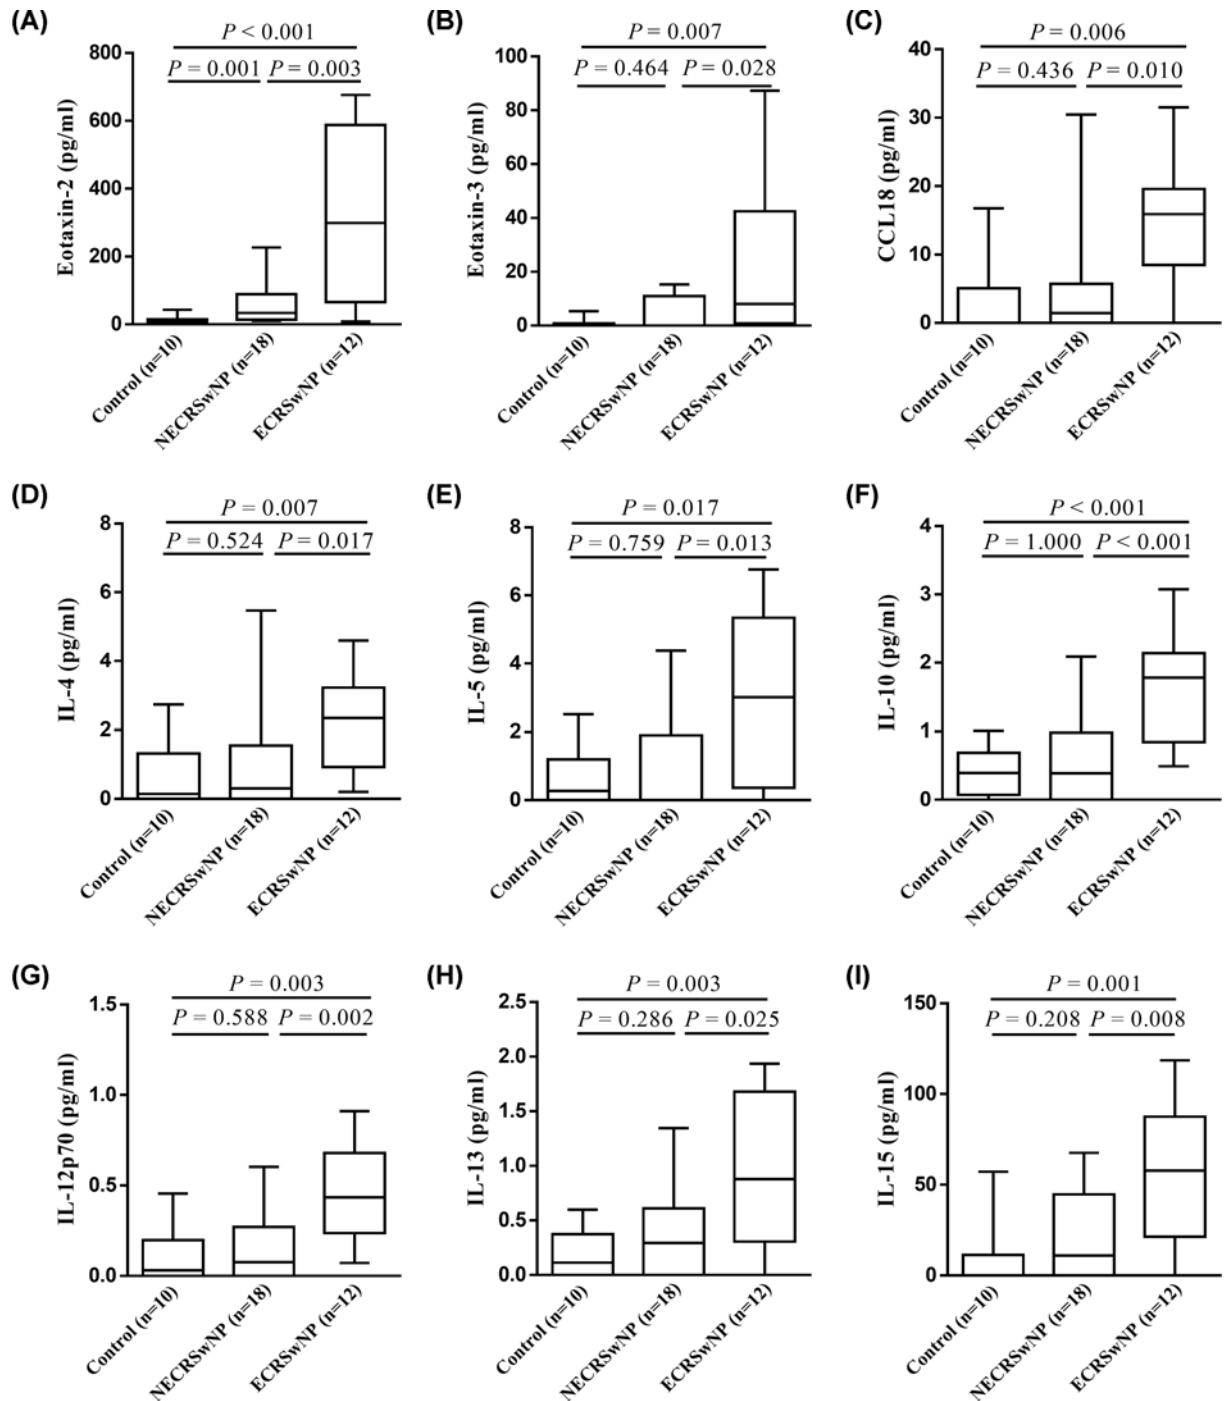 (A)
P < 0.001
P = 0.001 P = 0.003
Eotaxin-2 (pg/ml)
800
600
400
200
0
Control (n=10)
NECRSwNP (n=18)
ECRSwNP (n=12)
(B)
P = 0.007
P = 0.464 P = 0.028
Eotaxin-3 (pg/ml)
100
80
60
40
20
0
Control (n=10)
NECRSwNP (n=18)
ECRSwNP (n=12)
(C)
P = 0.006
P = 0.436 P = 0.010
CCL18 (pg/ml)
40
30
20
10
0
Control (n=10)
NECRSwNP (n=18)
ECRSwNP (n=12)
(D)
P = 0.007
P = 0.524 P = 0.017
IL-4 (pg/ml)
8
6
4
2
0
Control (n=10)
NECRSwNP (n=18)
ECRSwNP (n=12)
(E)
P = 0.017
P = 0.759 P = 0.013
IL-5 (pg/ml)
8
6
4
2
0
Control (n=10)
NECRSwNP (n=18)
ECRSwNP (n=12)
(F)
P < 0.001
P = 1.000 P < 0.001
IL-10 (pg/ml)
4
3
2
1
0
Control (n=10)
NECRSwNP (n=18)
ECRSwNP (n=12)
(G)
P = 0.003
P = 0.588 P = 0.002
IL-12p70 (pg/ml)
1.5
1.0
0.5
0.0
Control (n=10)
NECRSwNP (n=18)
ECRSwNP (n=12)
(H)
P = 0.003
P = 0.286 P = 0.025
IL-13 (pg/ml)
2.5
2.0
1.5
1.0
0.5
0.0
Control (n=10)
NECRSwNP (n=18)
ECRSwNP (n=12)
(I)
P = 0.001
P = 0.208 P = 0.008
IL-15 (pg/ml)
150
100
50
0
Control (n=10)
NECRSwNP (n=18)
ECRSwNP (n=12)